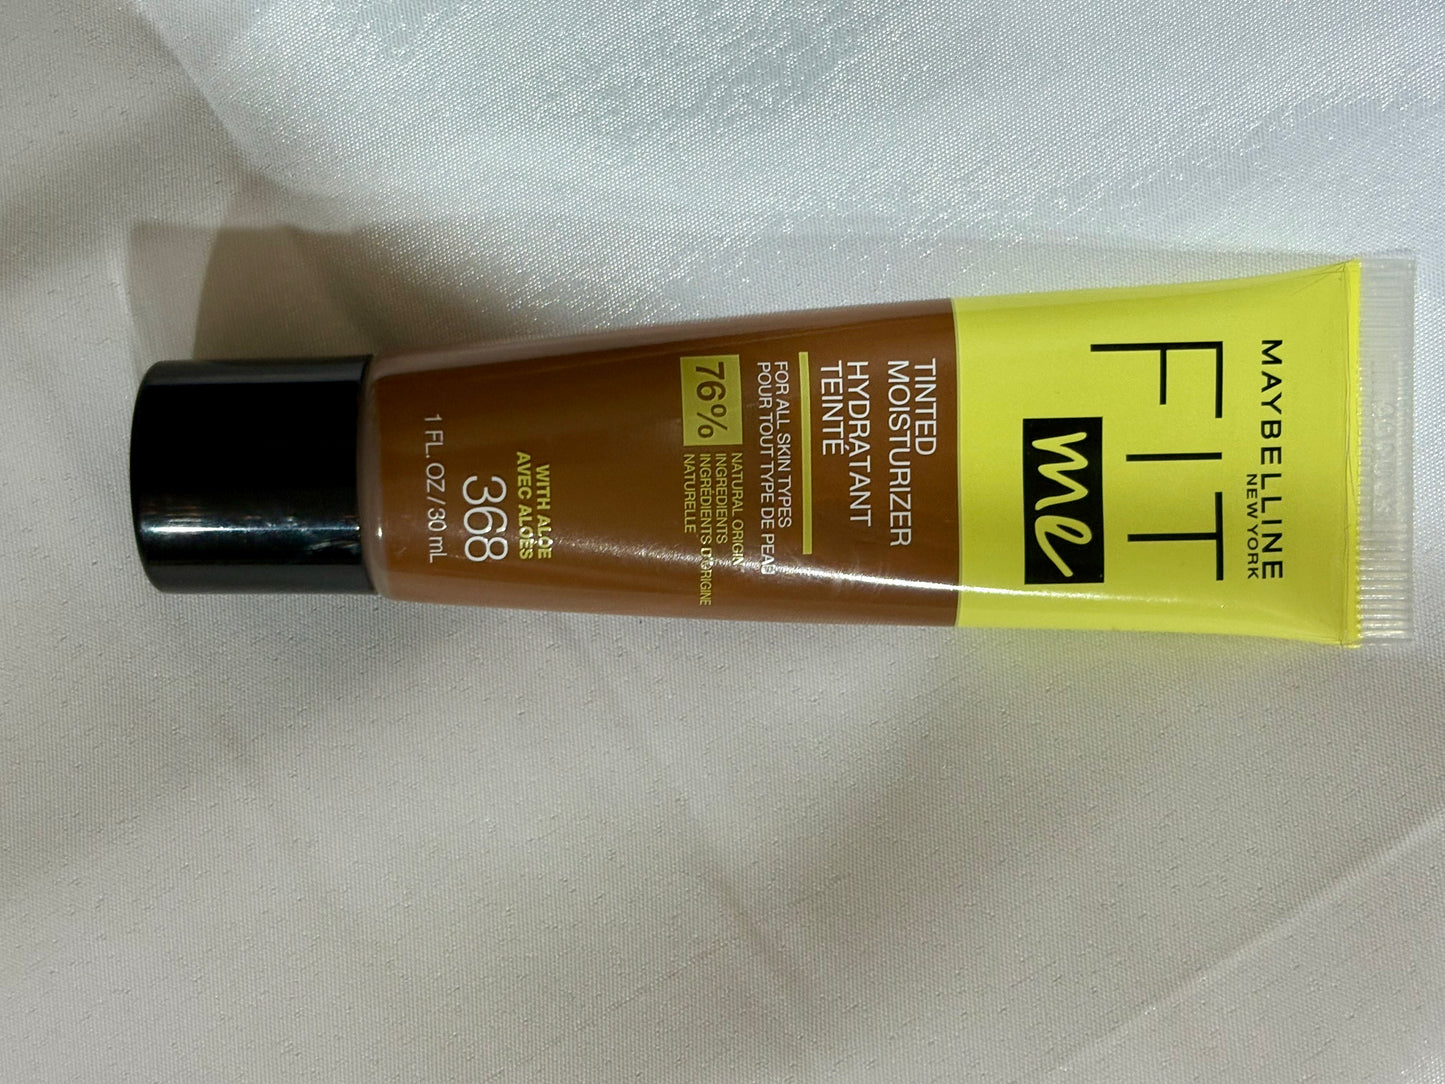 MAYBELLINE
NEW YORK
FIT
me
TINTED
MOISTURIZER
HYDRATANT
TEINTÉ
FOR ALL SKIN TYPES
POUR TOUT TYPE DE PEAU
76%
NATURAL ORIGIN
INGREDIENTS
INGRÉDIENTS D'ORIGINE
NATURELLE
WITH ALOE
AVEC ALOÈS
368
1 FL. OZ / 30 mL